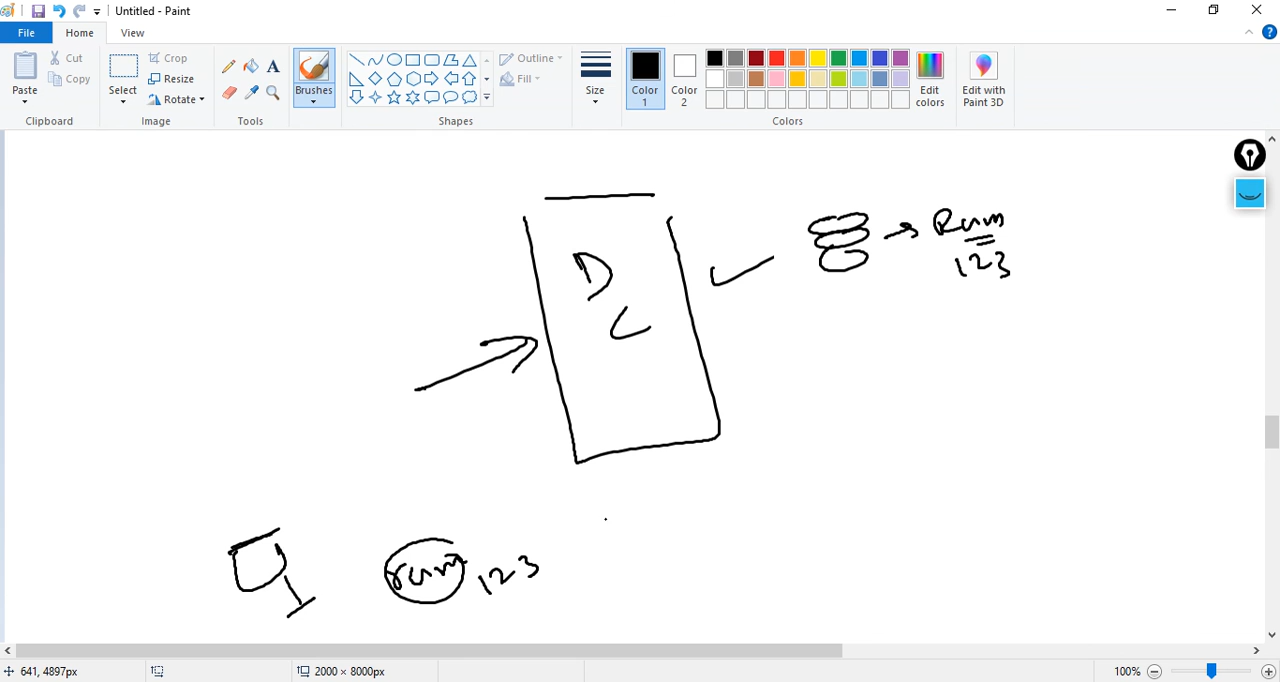 Untitled - Paint
File
Home
View
Paste
Cut
Copy
Clipboard
Select
Crop
Resize
Rotate
Image
A
Tools
Brushes
Shapes
Outline
Fill
Size
Color 1
Color 2
Edit colors
Colors
Edit with Paint 3D
D
C
123
123
641, 4897px
2000 × 8000px
100%